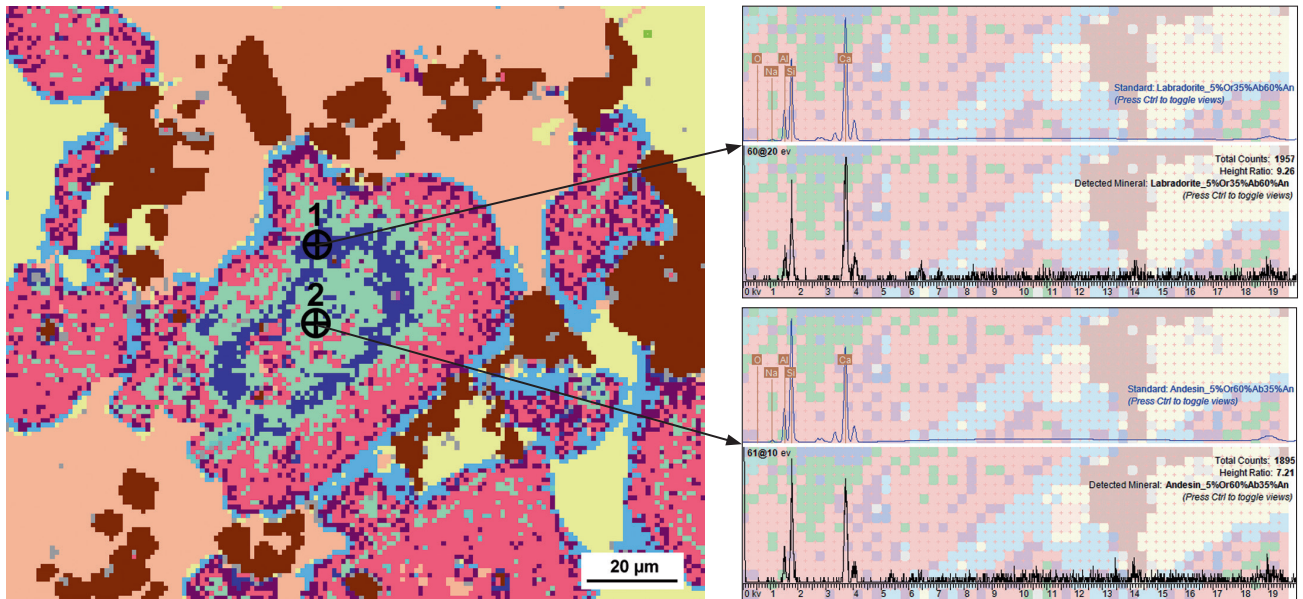 1
2
20 µm
O Al Ca
Na Si
Standard: Labradorite_5%Or35%Ab60%An
(Press Ctrl to toggle views)
60@20 ev
Total Counts: 1957
Height Ratio: 9.26
Detected Mineral: Labradorite_5%Or35%Ab60%An
(Press Ctrl to toggle views)
0 kv 1 2 3 4 5 6 7 8 9 10 11 12 13 14 15 16 17 18 19
O Al Ca
Na Si
Standard: Andesin_5%Or60%Ab35%An
(Press Ctrl to toggle views)
61@10 ev
Total Counts: 1895
Height Ratio: 7.21
Detected Mineral: Andesin_5%Or60%Ab35%An
(Press Ctrl to toggle views)
0 kv 1 2 3 4 5 6 7 8 9 10 11 12 13 14 15 16 17 18 19